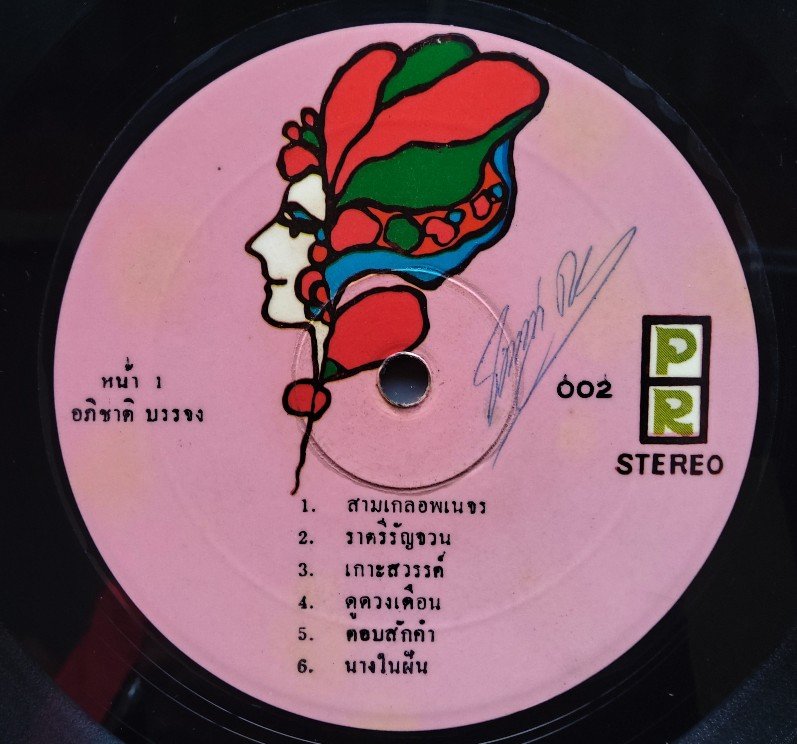 หน้า 1
อภิชาติ บรรจง
002
PR
STEREO
1. สามเกลอพเนจร
2. ราตรีรัญจวน
3. เกาะสวรรค์
4. ดูดวงเดือน
5. ตอบสักคำ
6. นางในฝัน